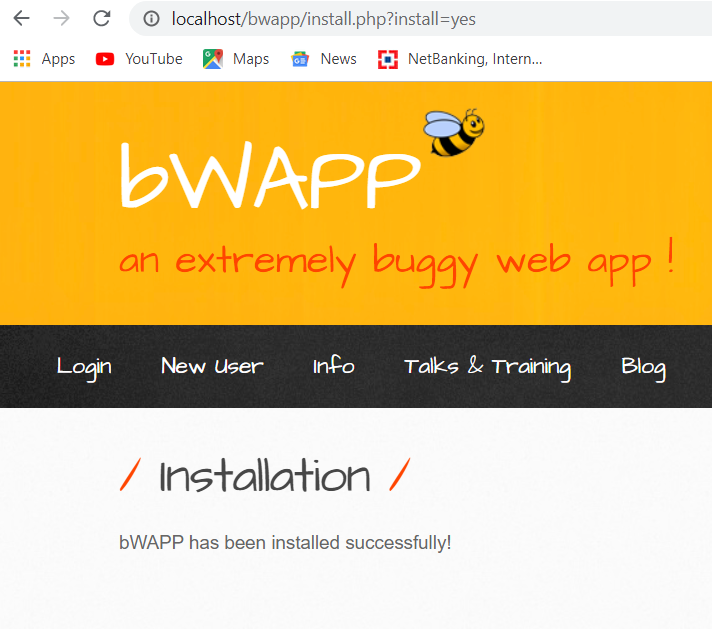 localhost/bwapp/install.php?install=yes
Apps YouTube Maps News NetBanking, Intern...
bWAPP
an extremely buggy web app !
Login New User Info Talks & Training Blog
/ Installation /
bWAPP has been installed successfully!